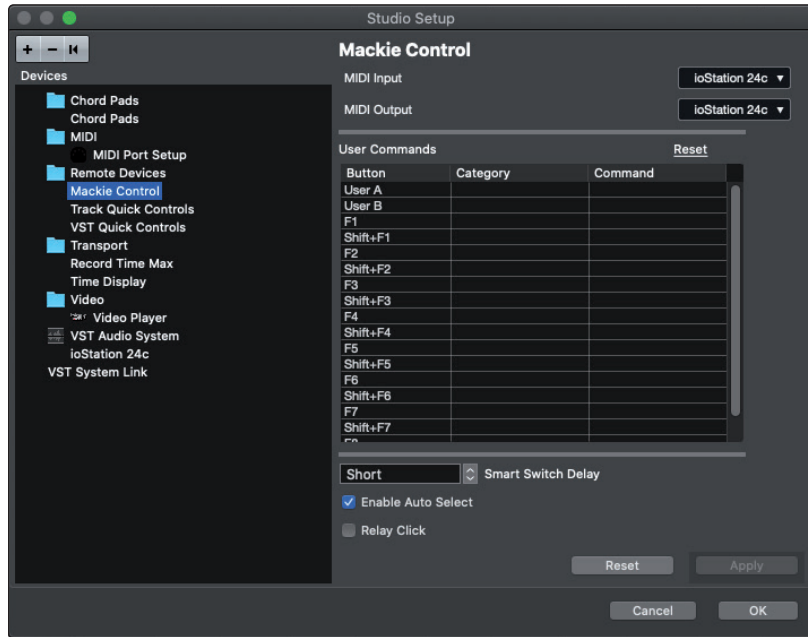 Studio Setup
+ −
Devices
Chord Pads
Chord Pads
MIDI
MIDI Port Setup
Remote Devices
Mackie Control
Track Quick Controls
VST Quick Controls
Transport
Record Time Max
Time Display
Video
Video Player
VST Audio System
ioStation 24c
VST System Link
Mackie Control
MIDI Input ioStation 24c
MIDI Output ioStation 24c
User Commands Reset
Button Category Command
User A
User B
F1
Shift+F1
F2
Shift+F2
F3
Shift+F3
F4
Shift+F4
F5
Shift+F5
F6
Shift+F6
F7
Shift+F7
Short Smart Switch Delay
Enable Auto Select
Relay Click
Reset Apply
Cancel OK